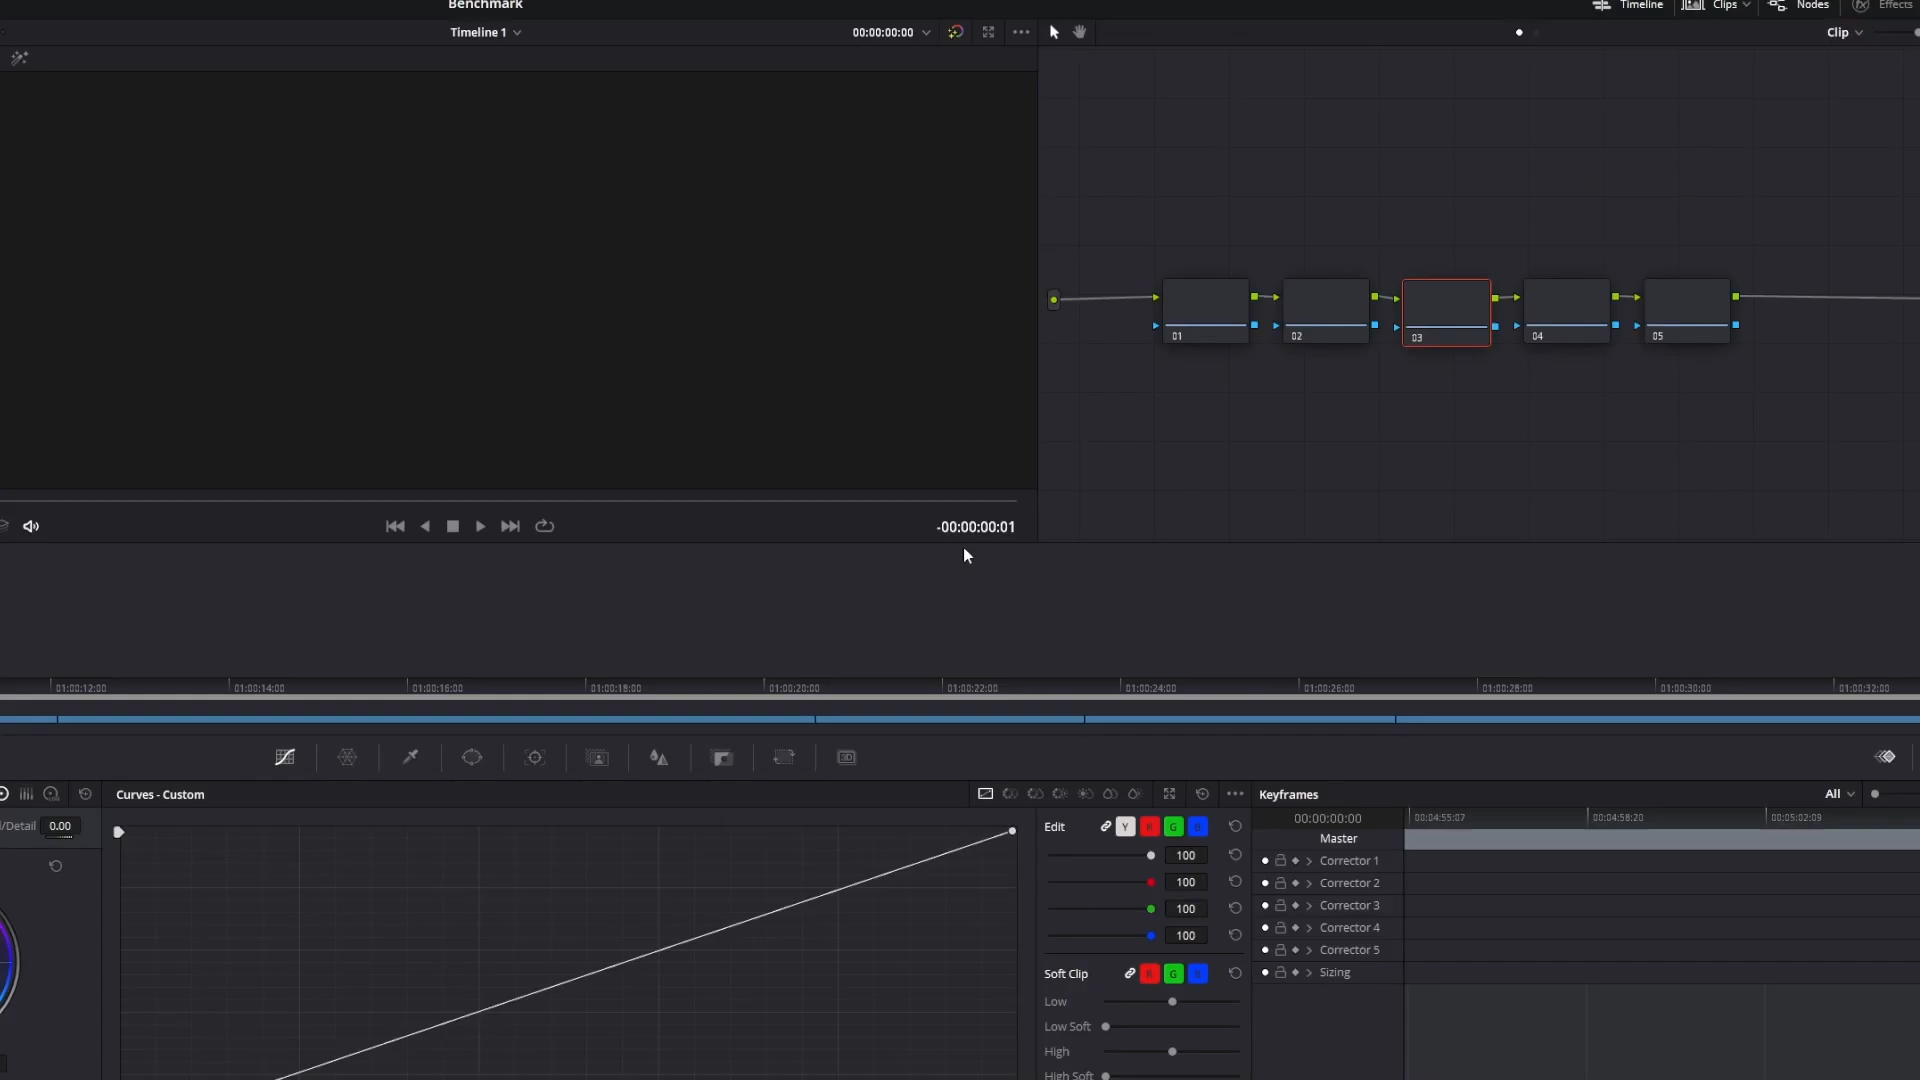 Benchmark
Timeline
Clips
Nodes
Effects
Timeline 1
00:00:00:00
Clip
01
02
03
04
05
-00:00:00:01
01:00:12:00
01:00:14:00
01:00:16:00
01:00:18:00
01:00:20:00
01:00:22:00
01:00:24:00
01:00:26:00
01:00:28:00
01:00:30:00
01:00:32:00
3D
Curves - Custom
Keyframes
All
/Detail
0.00
Edit
Y
R
G
B
100
100
100
100
Soft Clip
R
G
B
Low
Low Soft
High
High Soft
00:00:00:00
00:04:55:07
00:04:58:20
00:05:02:09
Master
Corrector 1
Corrector 2
Corrector 3
Corrector 4
Corrector 5
Sizing